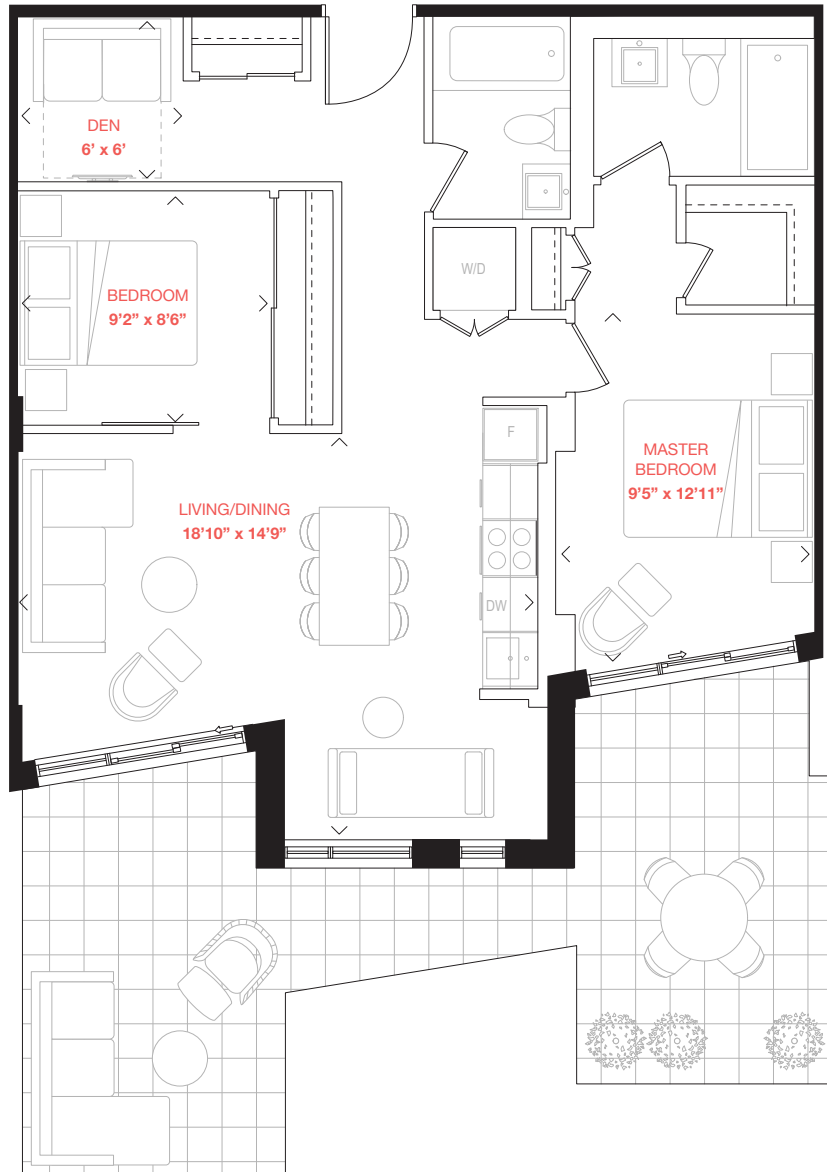 DEN
6’ x 6’
W/D
BEDROOM
9’2” x 8’6”
F
MASTER
BEDROOM
9’5” x 12’11”
LIVING/DINING
18’10” x 14’9”
DW